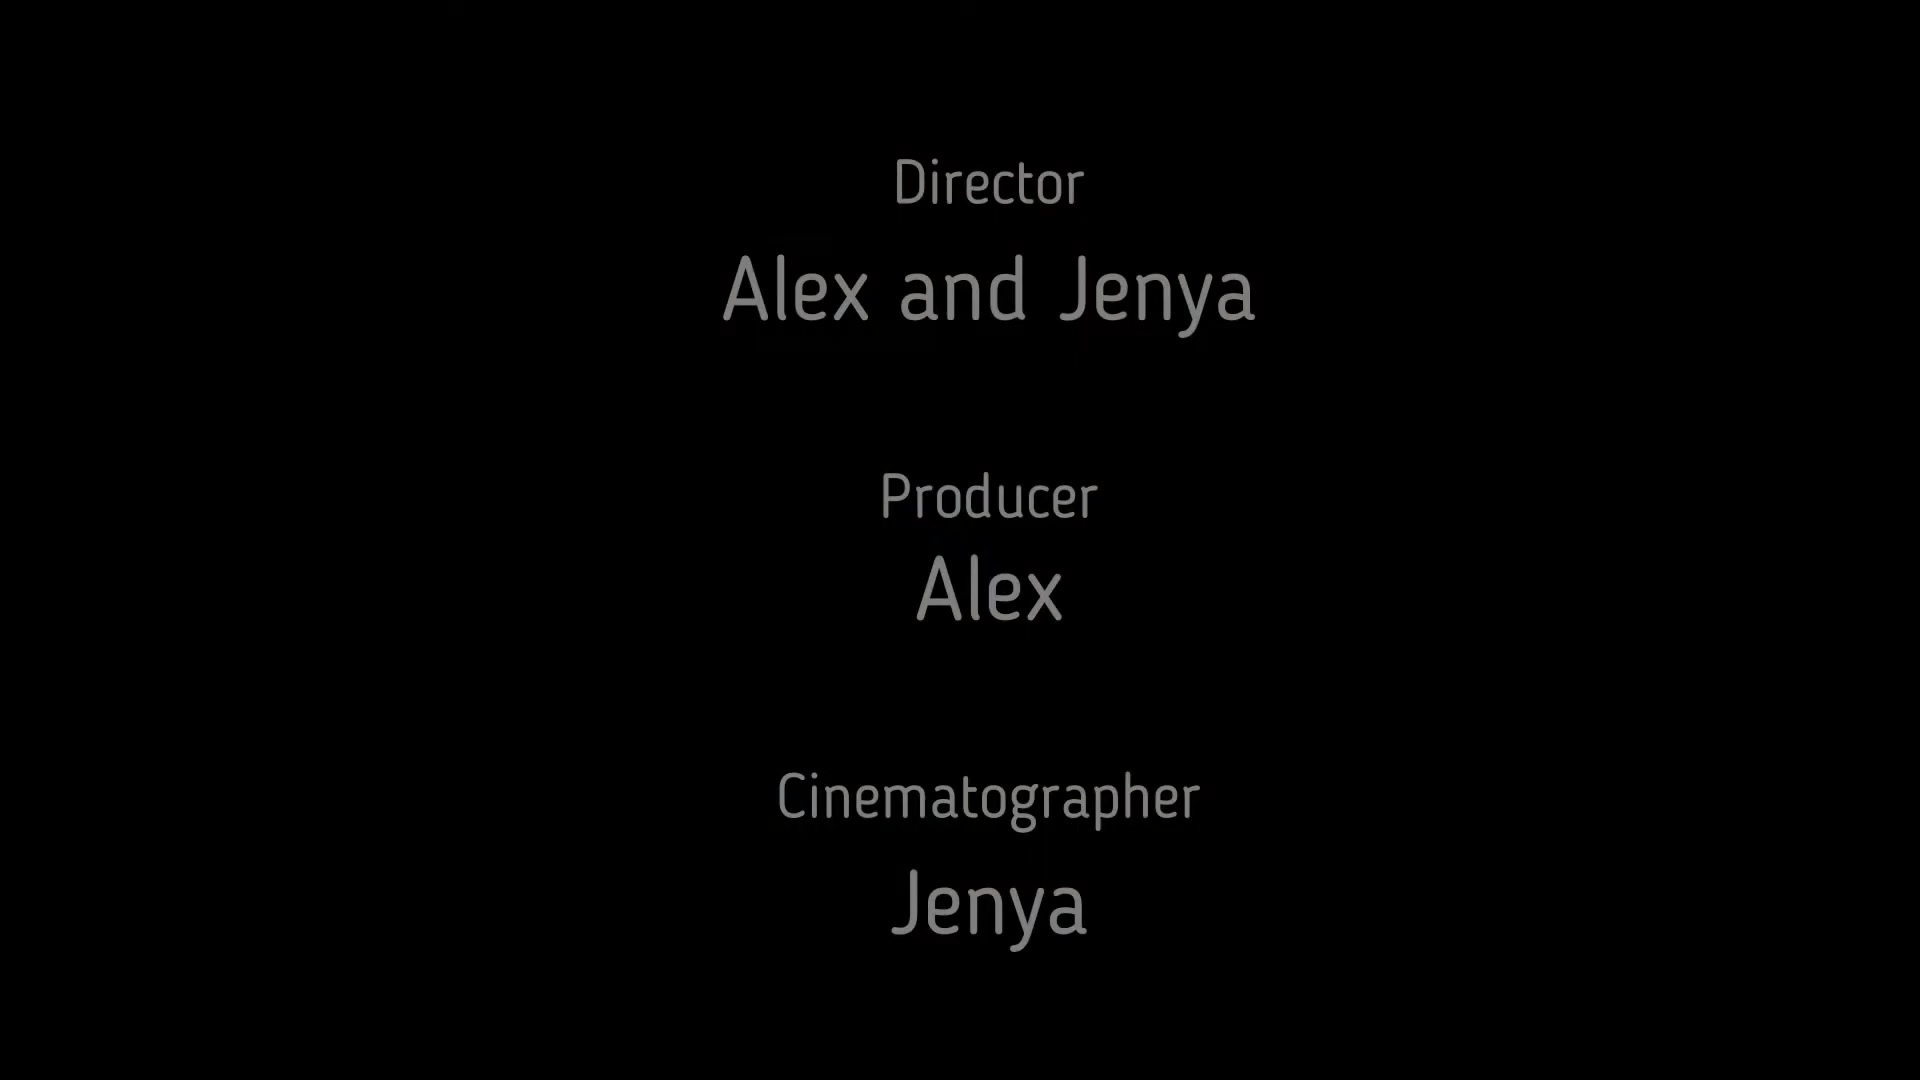 Director
Alex and Jenya
Producer
Alex
Cinematographer
Jenya